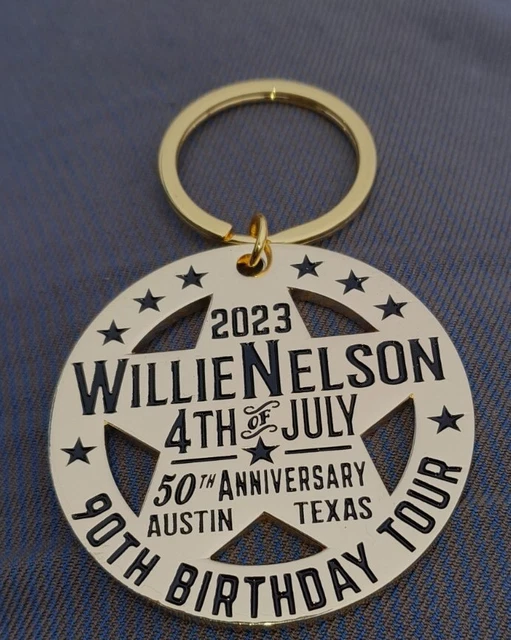 2023
WILLIE NELSON
4TH OF JULY
50TH ANNIVERSARY
AUSTIN TEXAS
90TH BIRTHDAY TOUR